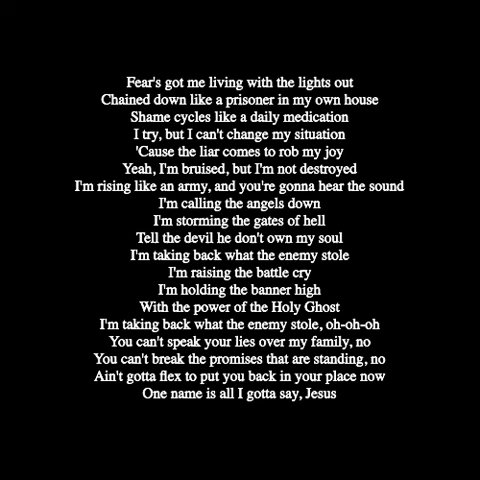 Fear's got me living with the lights out
Chained down like a prisoner in my own house
Shame cycles like a daily medication
I try, but I can't change my situation
'Cause the liar comes to rob my joy
Yeah, I'm bruised, but I'm not destroyed
I'm rising like an army, and you're gonna hear the sound
I'm calling the angels down
I'm storming the gates of hell
Tell the devil he don't own my soul
I'm taking back what the enemy stole
I'm raising the battle cry
I'm holding the banner high
With the power of the Holy Ghost
I'm taking back what the enemy stole, oh-oh-oh
You can't speak your lies over my family, no
You can't break the promises that are standing, no
Ain't gotta flex to put you back in your place now
One name is all I gotta say, Jesus